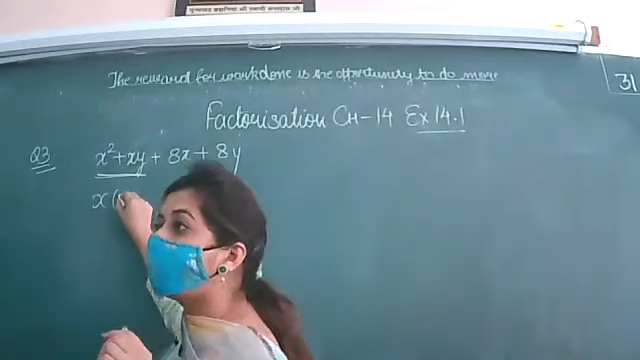 The reward for work done is the opportunity to do more
31
Factorisation CH-14 Ex 14.1
Q3 x² + xy + 8x + 8y
x(